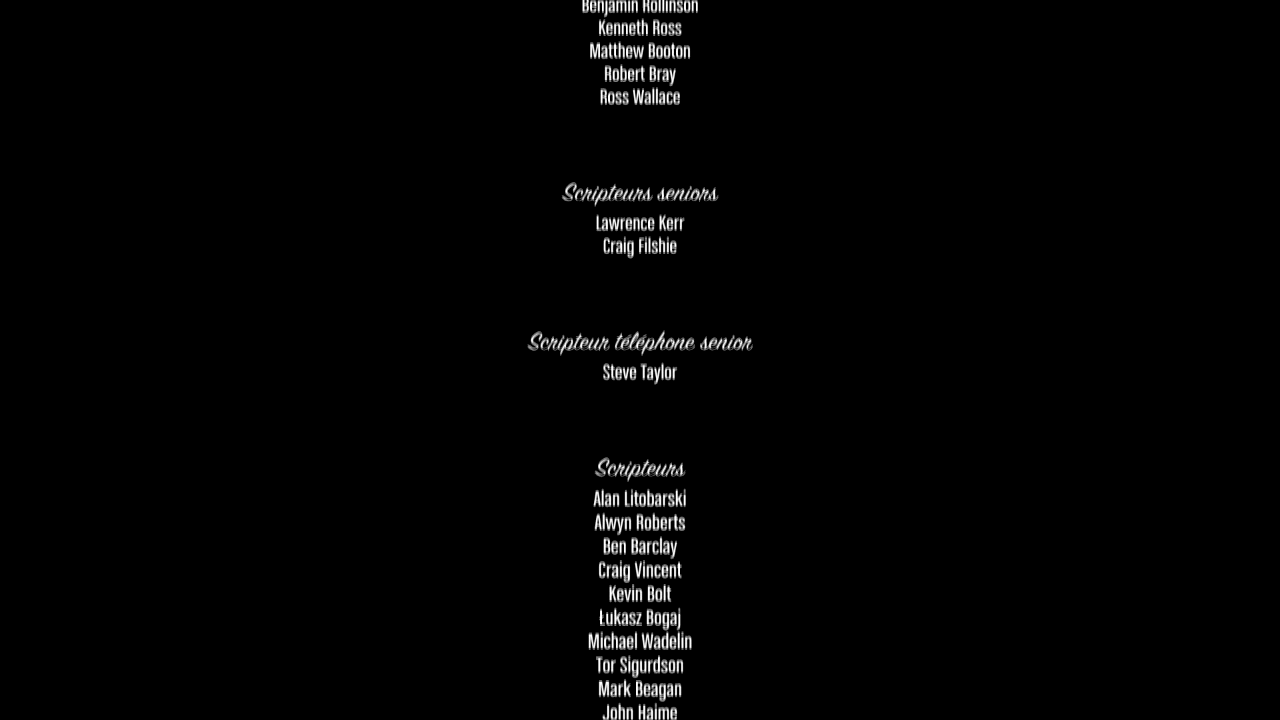 Benjamin Rollinson
Kenneth Ross
Matthew Booton
Robert Bray
Ross Wallace
Scripteurs seniors
Lawrence Kerr
Craig Filshie
Scripteur téléphone senior
Steve Taylor
Scripteurs
Alan Litobarski
Alwyn Roberts
Ben Barclay
Craig Vincent
Kevin Bolt
Łukasz Bogaj
Michael Wadelin
Tor Sigurdson
Mark Beagan
John Haime